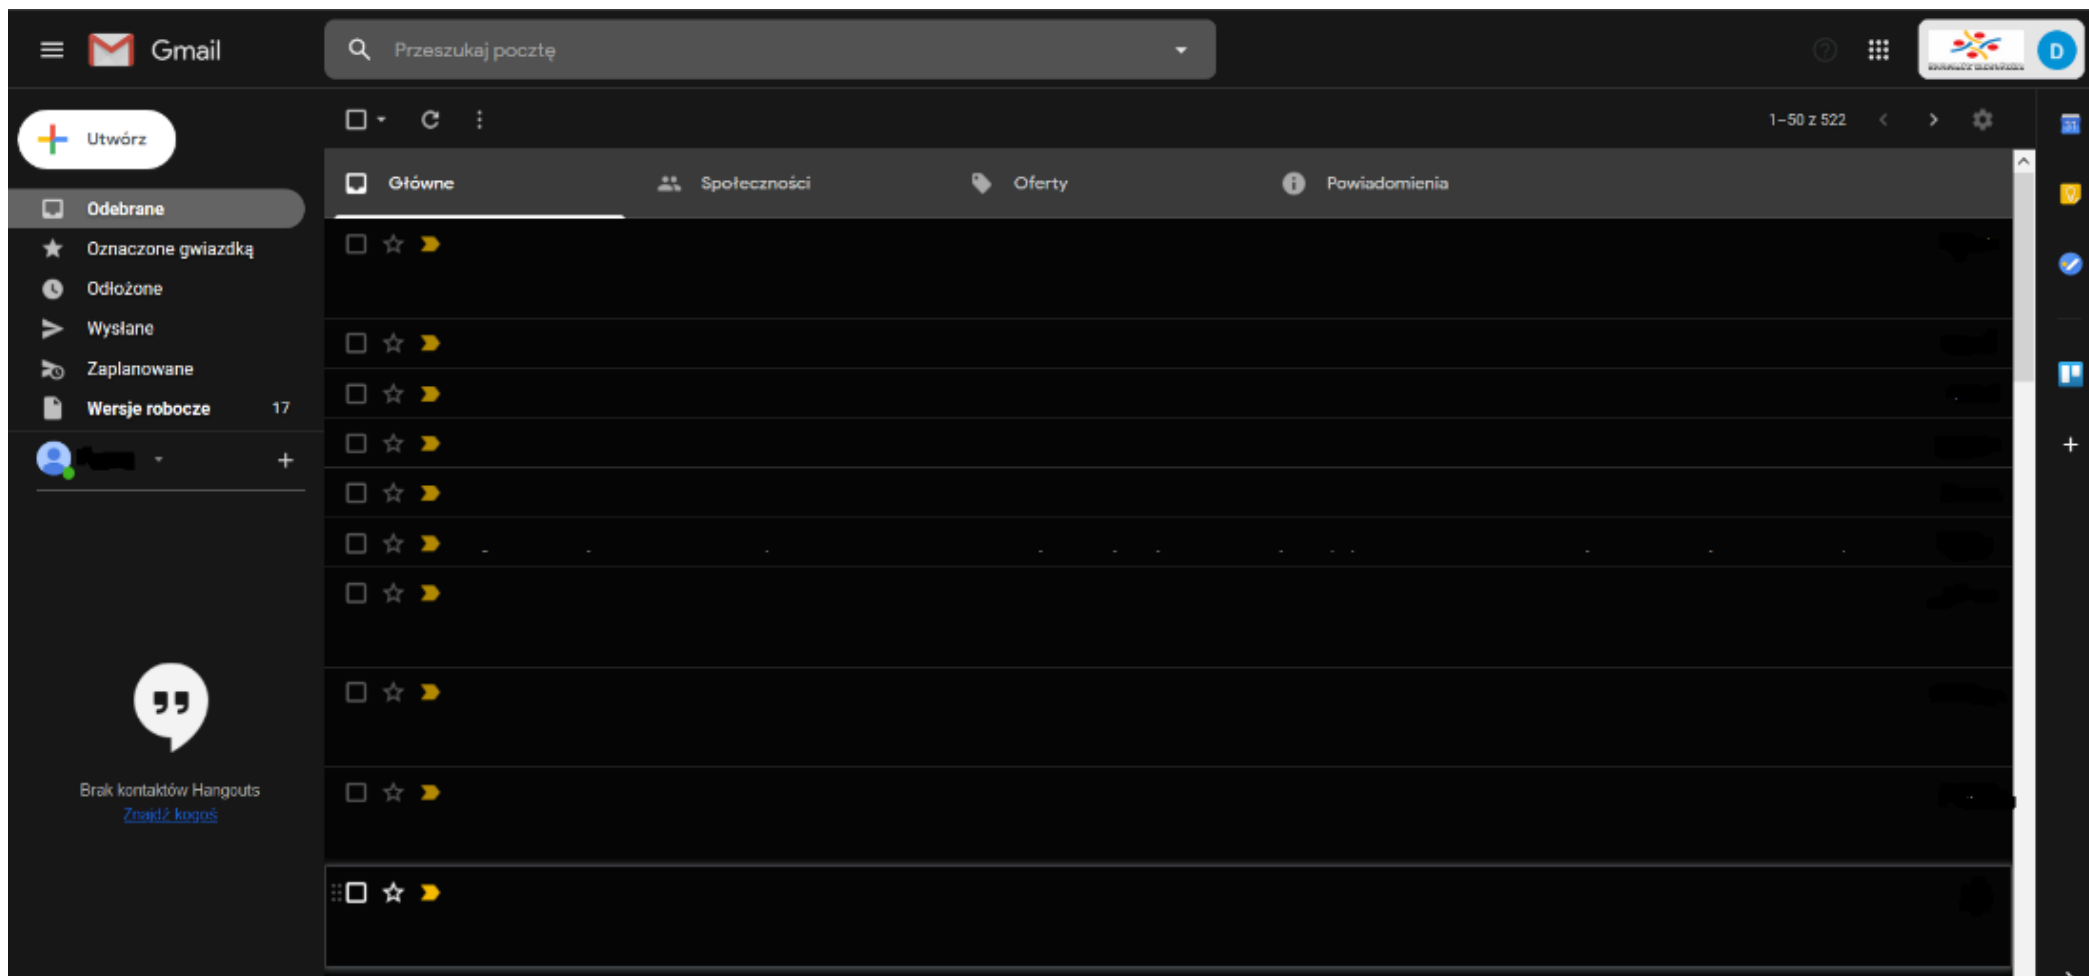 Gmail
Przeszukaj pocztę
D
Utwórz
1–50 z 522
31
Główne
Społeczności
Oferty
Powiadomienia
Odebrane
Oznaczone gwiazdką
Odłożone
Wysłane
Zaplanowane
Wersje robocze 17
Brak kontaktów Hangouts
Znajdź kogoś